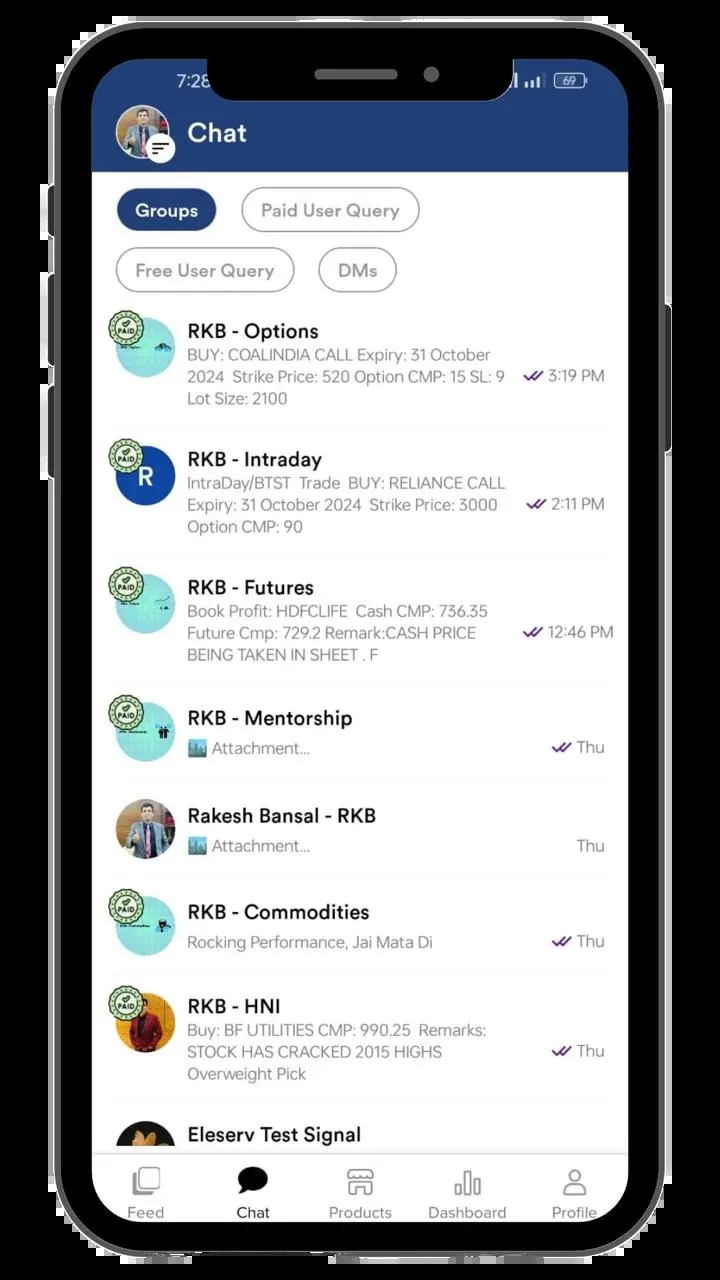 7:28
69
Chat
Groups
Paid User Query
Free User Query
DMs
PAID
RKB - Options
BUY: COALINDIA CALL Expiry: 31 October
2024 Strike Price: 520 Option CMP: 15 SL: 9
Lot Size: 2100
3:19 PM
PAID
R
RKB - Intraday
IntraDay/BTST Trade BUY: RELIANCE CALL
Expiry: 31 October 2024 Strike Price: 3000
Option CMP: 90
2:11 PM
PAID
RKB - Futures
Book Profit: HDFCLIFE Cash CMP: 736.35
Future Cmp: 729.2 Remark:CASH PRICE
BEING TAKEN IN SHEET . F
12:46 PM
PAID
RKB - Mentorship
Attachment...
Thu
Rakesh Bansal - RKB
Attachment...
Thu
PAID
RKB - Commodities
Rocking Performance, Jai Mata Di
Thu
PAID
RKB - HNI
Buy: BF UTILITIES CMP: 990.25 Remarks:
STOCK HAS CRACKED 2015 HIGHS
Overweight Pick
Thu
Eleserv Test Signal
Feed
Chat
Products
Dashboard
Profile